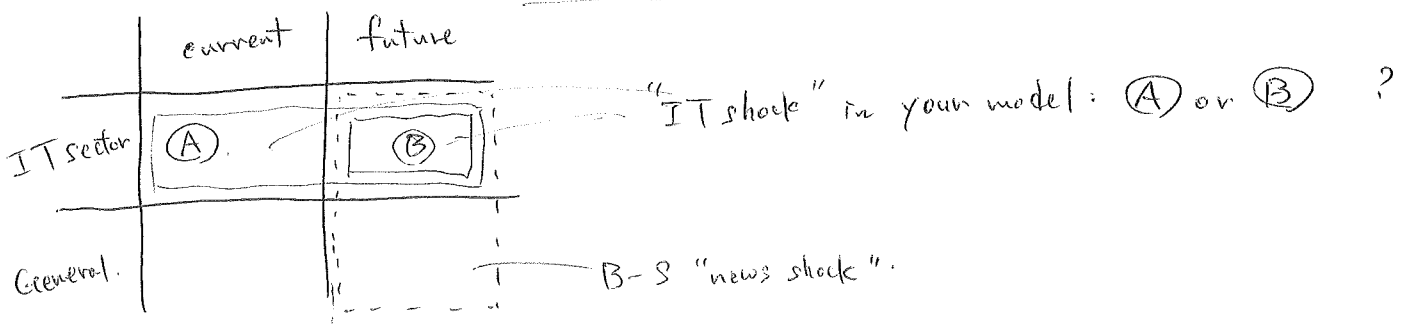 current future
"IT shock" in your model: Ⓐ or Ⓑ ?
IT sector Ⓐ Ⓑ
General.
B-S "news shock".